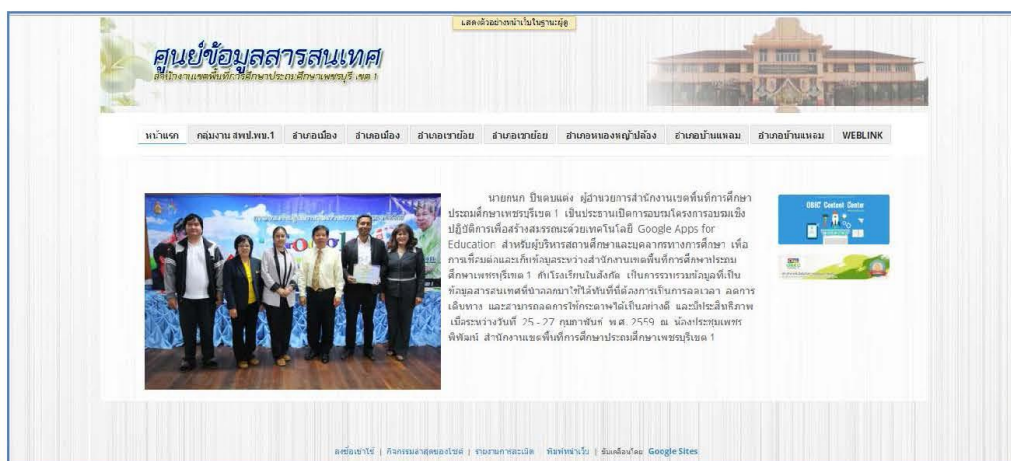 แสดงตัวอย่างหน้าเว็บในฐานะผู้ดู
ศูนย์ข้อมูลสารสนเทศ
สำนักงานเขตพื้นที่การศึกษาประถมศึกษาเพชรบุรี เขต 1
หน้าแรก กลุ่มงาน สพป.พบ.1 อำเภอเมือง อำเภอเมือง อำเภอเขาย้อย อำเภอเขาย้อย อำเภอหนองหญ้าปล้อง อำเภอบ้านแหลม อำเภอบ้านแหลม WEBLINK
นายกนก ปิ่นตบแต่ง ผู้อำนวยการสำนักงานเขตพื้นที่การศึกษา
ประถมศึกษาเพชรบุรีเขต 1 เป็นประธานเปิดการอบรมโครงการอบรมเชิง
ปฏิบัติการเพื่อสร้างสมรรถนะด้วยเทคโนโลยี Google Apps for
Education สำหรับผู้บริหารสถานศึกษาและบุคลากรทางการศึกษา เพื่อ
การเชื่อมต่อและเก็บข้อมูลระหว่างสำนักงานเขตพื้นที่การศึกษาประถม
ศึกษาเพชรบุรีเขต 1 กับโรงเรียนในสังกัด เป็นการรวบรวมข้อมูลที่เป็น
ข้อมูลสารสนเทศที่นำออกมาใช้ได้ทันทีที่ต้องการเป็นการลดเวลา ลดการ
เดินทาง และสามารถลดการใช้กระดาษได้เป็นอย่างดี และมีประสิทธิภาพ
เมื่อระหว่างวันที่ 25 - 27 กุมภาพันธ์ พ.ศ. 2559 ณ ห้องประชุมเพชร
พิพัฒน์ สำนักงานเขตพื้นที่การศึกษาประถมศึกษาเพชรบุรีเขต 1
OBEC Content Center
ลงชื่อเข้าใช้ | กิจกรรมล่าสุดของไซต์ | รายงานการละเมิด | พิมพ์หน้าเว็บ | ขับเคลื่อนโดย Google Sites